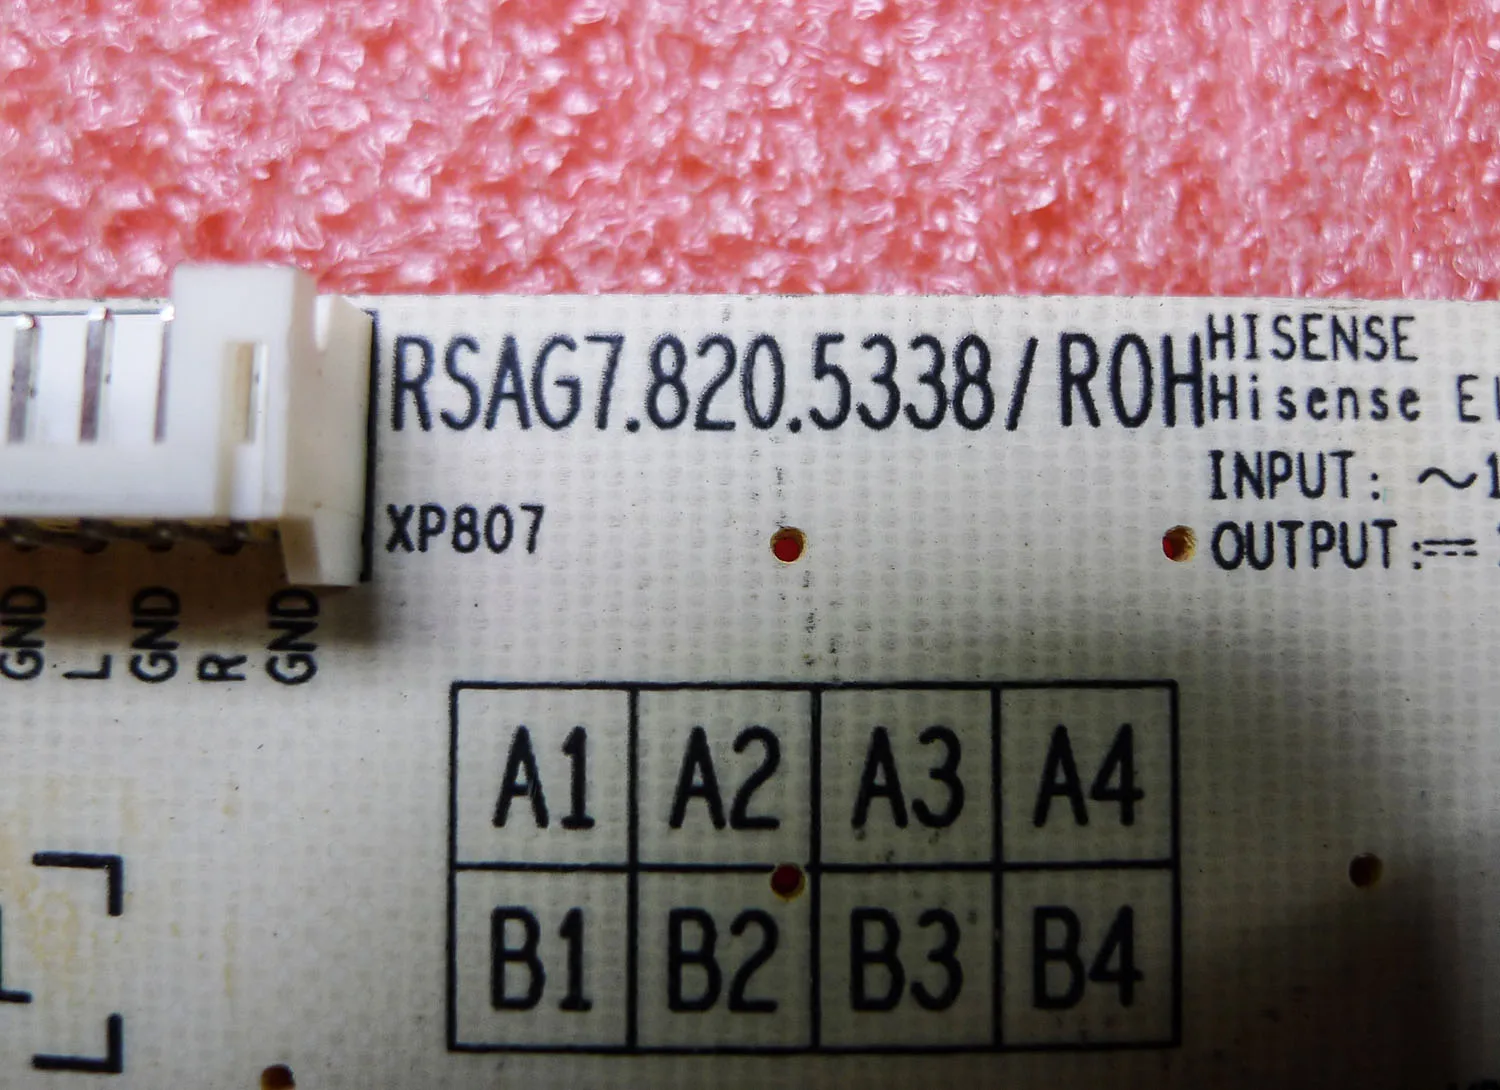 RSAG7.820.5338/ROH
HISENSE
Hisense
INPUT: ~1
OUTPUT:⎓
XP807
GND
L
GND
R
GND
A1 A2 A3 A4
B1 B2 B3 B4